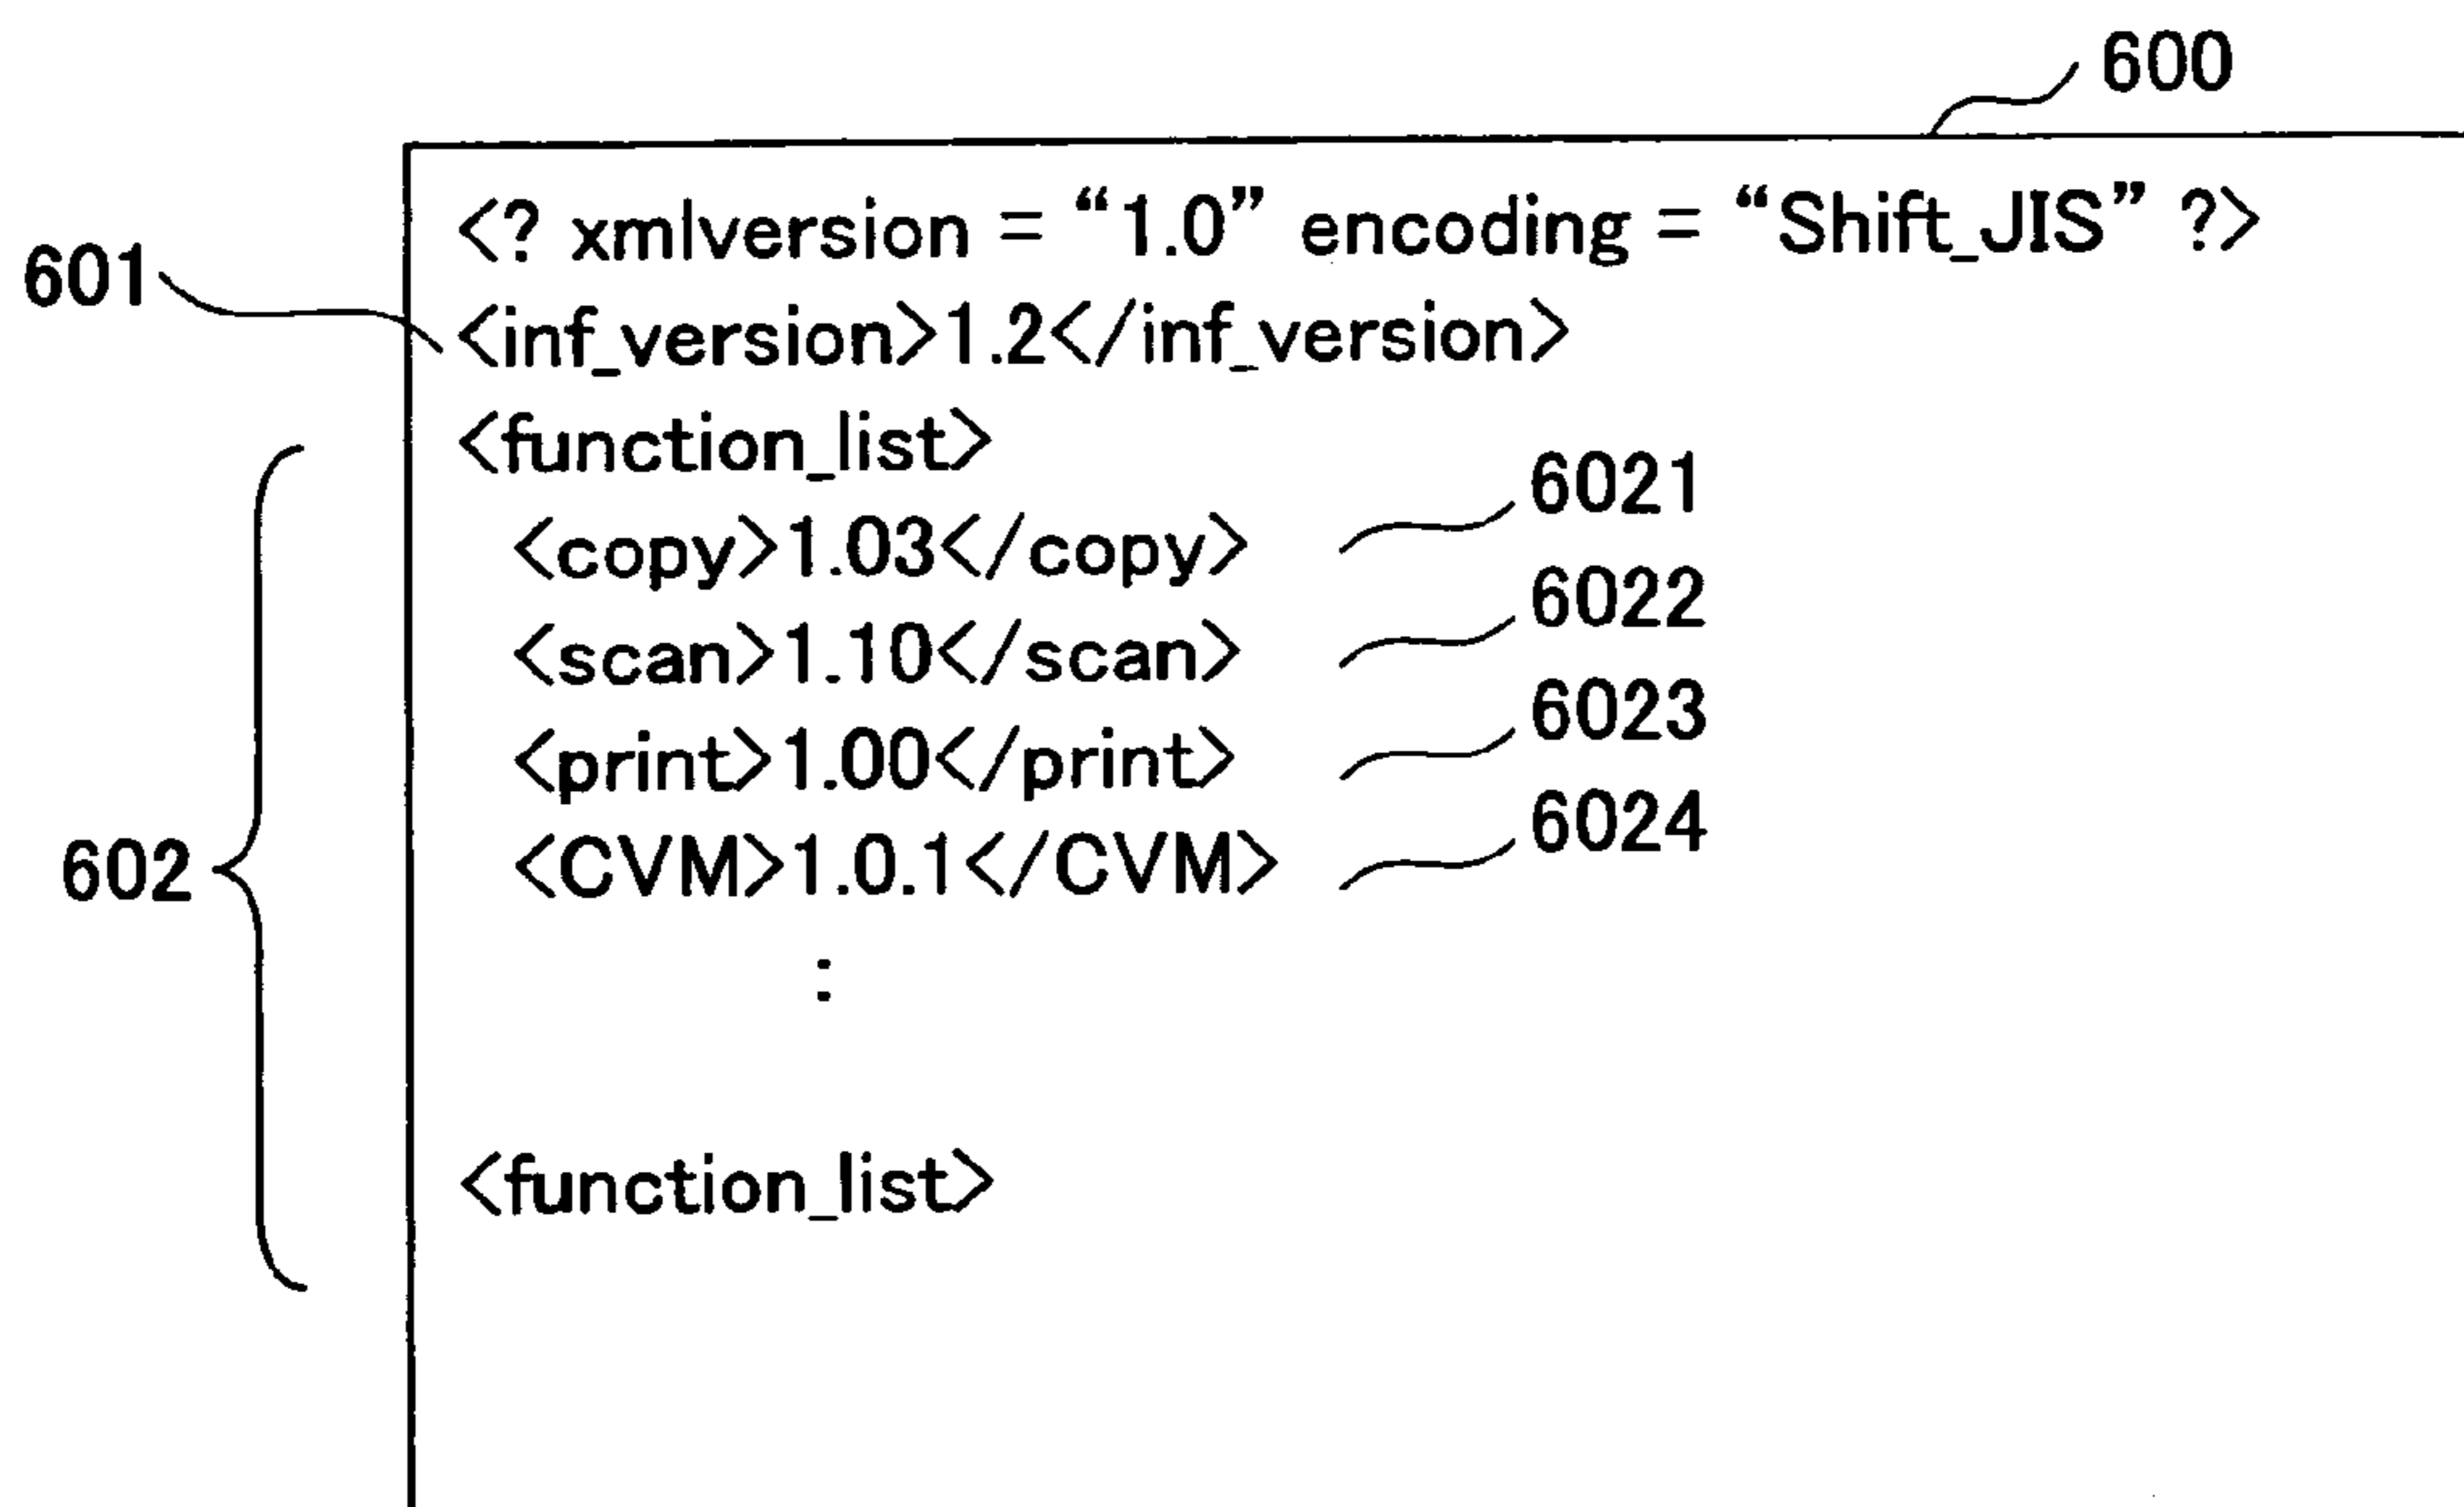 600
<? xmlversion = “1.0” encoding = “Shift_JIS” ?>
601
<inf_version>1.2</inf_version>
<function_list>
<copy>1.03</copy> 6021
<scan>1.10</scan> 6022
<print>1.00</print> 6023
<CVM>1.0.1</CVM> 6024
602
:
<function_list>